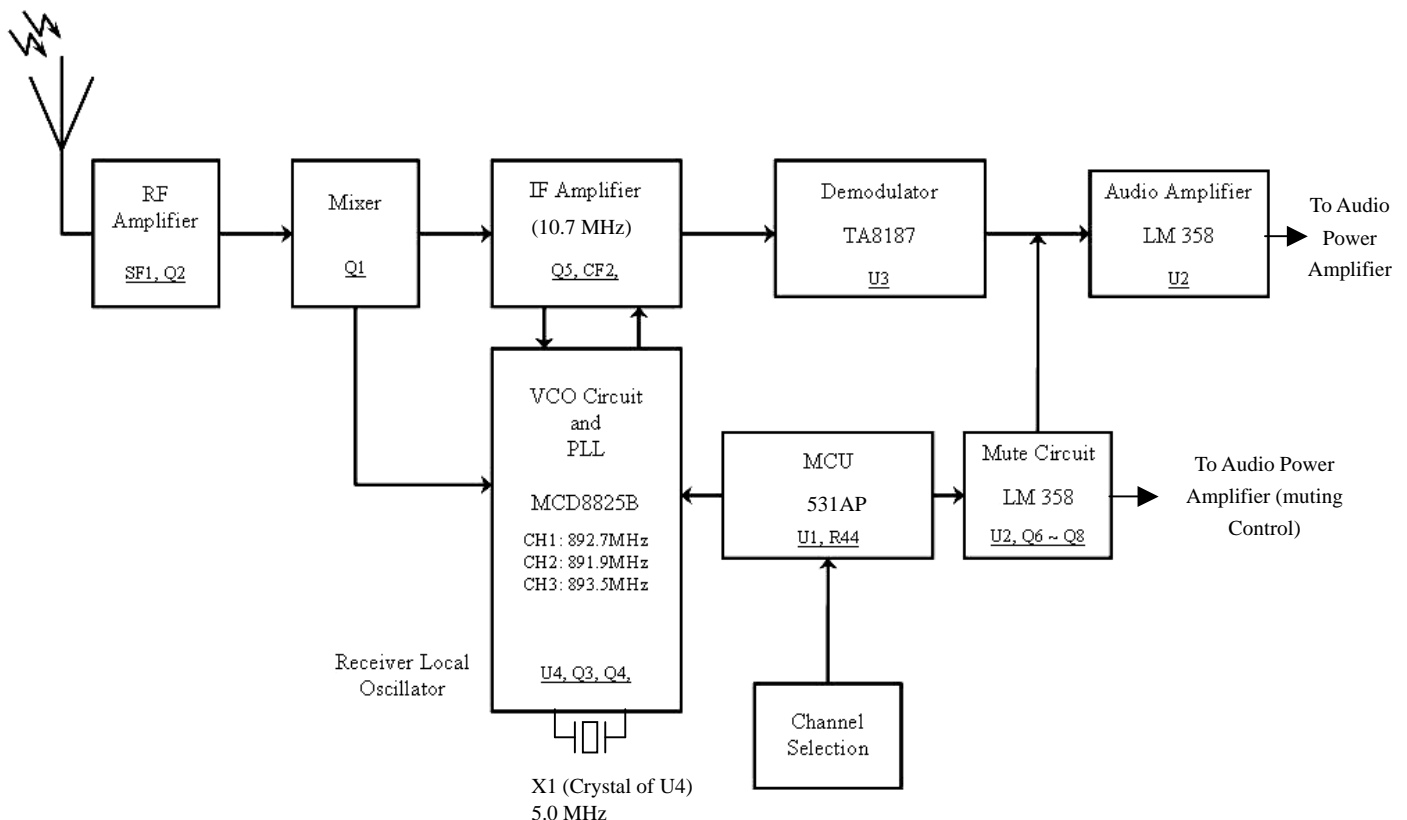 RF
Amplifier
SF1, Q2
Mixer
Q1
IF Amplifier
(10.7 MHz)
Q5, CF2,
Demodulator
TA8187
U3
Audio Amplifier
LM 358
U2
To Audio
Power
Amplifier
VCO Circuit
and
PLL
MCD8825B
CH1: 892.7MHz
CH2: 891.9MHz
CH3: 893.5MHz
U4, Q3, Q4,
MCU
531AP
U1, R44
Mute Circuit
LM 358
U2, Q6 ~ Q8
To Audio Power
Amplifier (muting
Control)
Receiver Local
Oscillator
Channel
Selection
X1 (Crystal of U4)
5.0 MHz